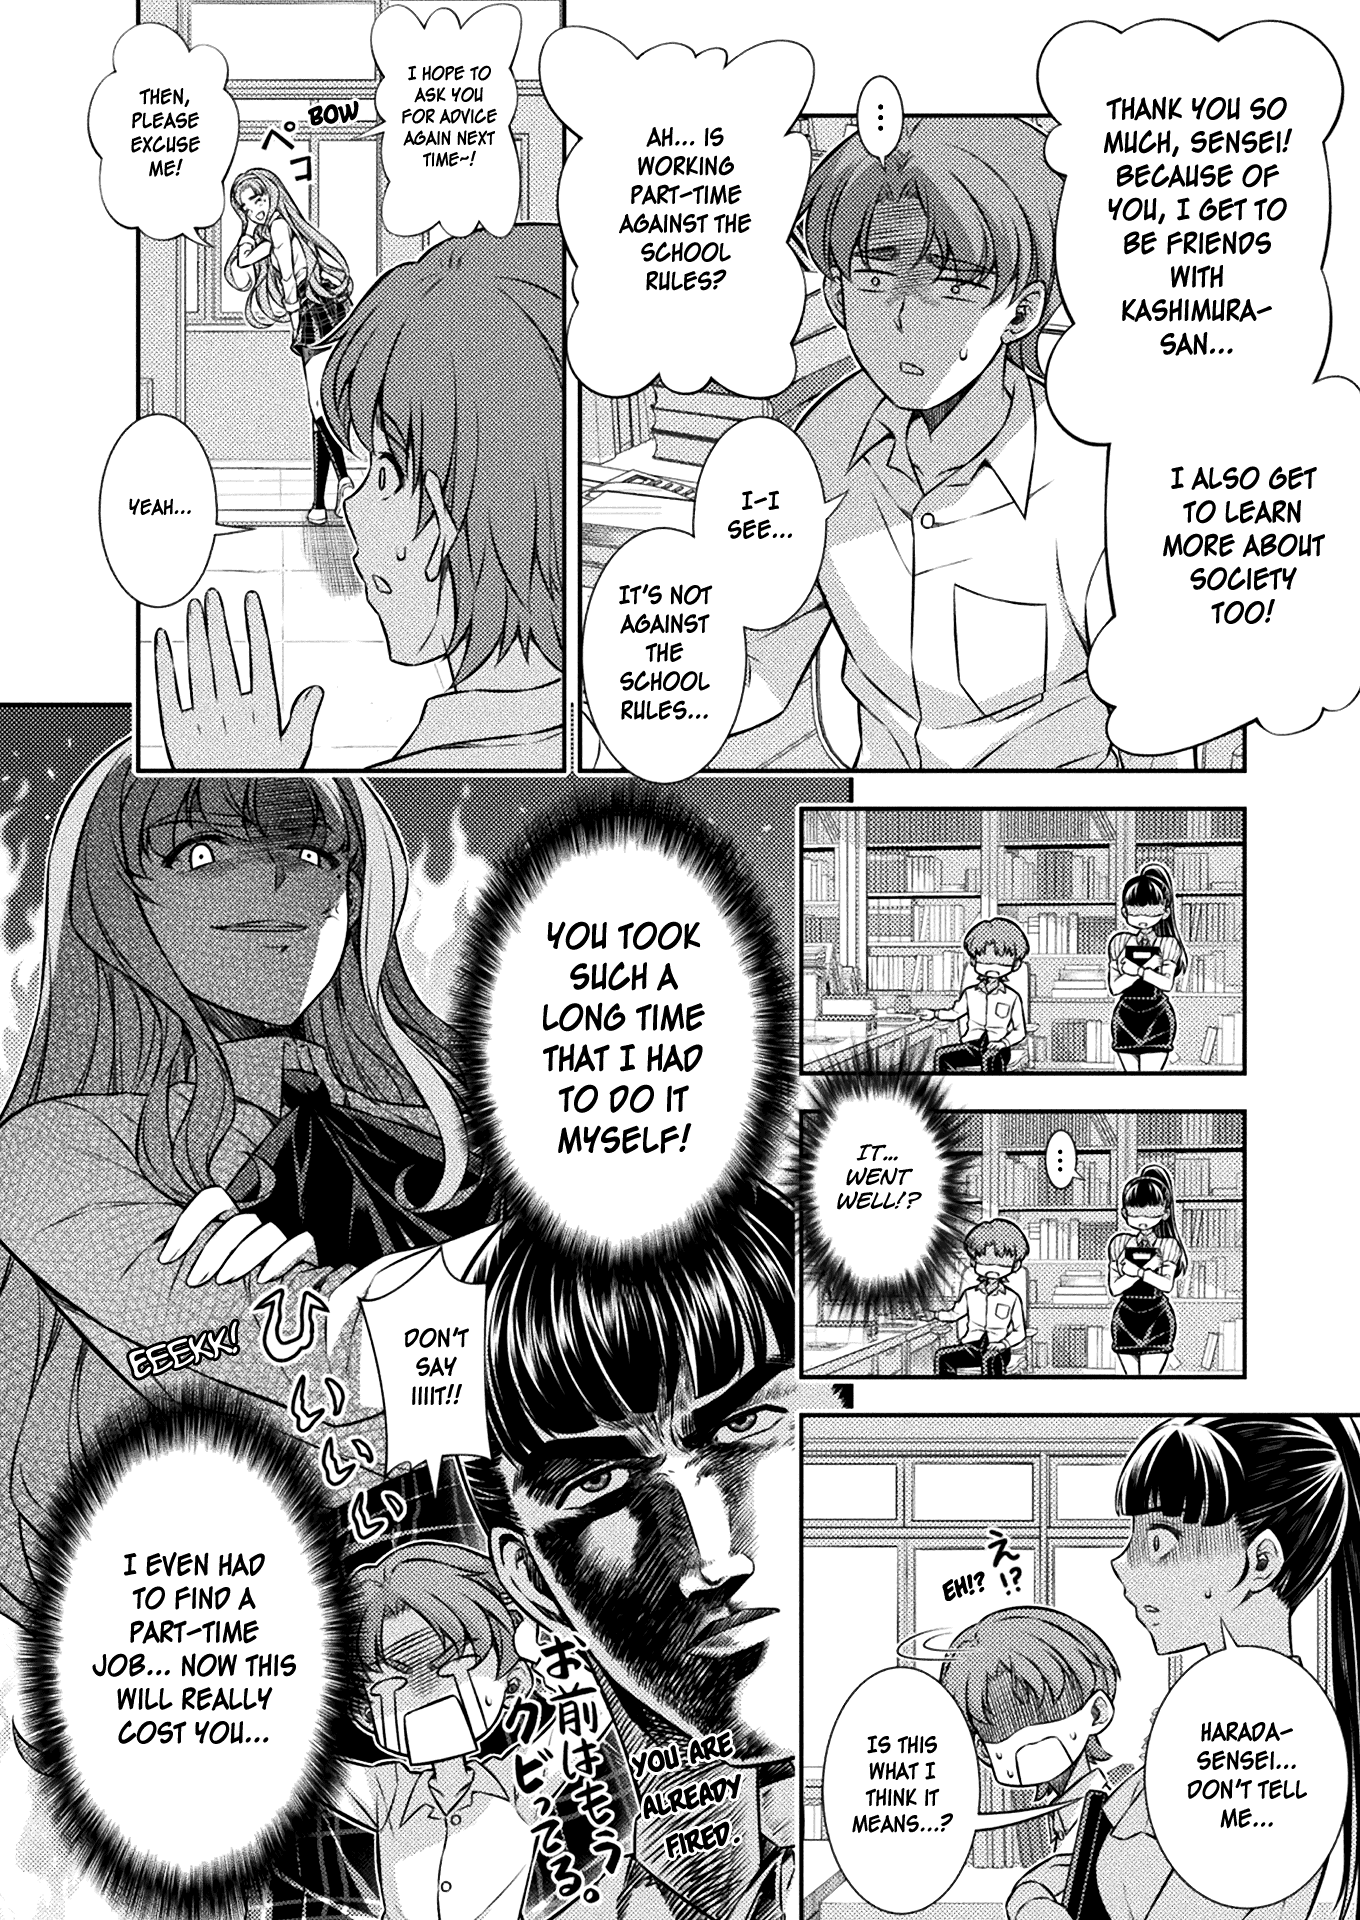 THANK YOU SO
MUCH, SENSEI!
BECAUSE OF
YOU, I GET TO
BE FRIENDS
WITH
KASHIMURA-
SAN...
I ALSO GET
TO LEARN
MORE ABOUT
SOCIETY
TOO!
...
AH... IS
WORKING
PART-TIME
AGAINST THE
SCHOOL
RULES?
I-I
SEE...
IT'S NOT
AGAINST
THE
SCHOOL
RULES...
I HOPE TO
ASK YOU
FOR ADVICE
AGAIN NEXT
TIME~!
BOW
ペコ
THEN,
PLEASE
EXCUSE
ME!
YEAH...
IT...
WENT
WELL!?
...
HARADA-
SENSEI...
DON'T TELL
ME...
え!?
EH!?
IS THIS
WHAT I
THINK IT
MEANS...?
YOU TOOK
SUCH A
LONG TIME
THAT I HAD
TO DO IT
MYSELF!
DON'T
SAY
IIIIT!!
ひいいい
EEEKK!
I EVEN HAD
TO FIND A
PART-TIME
JOB... NOW THIS
WILL REALLY
COST YOU...
お前はもう
クビってる。
YOU ARE
ALREADY
FIRED.